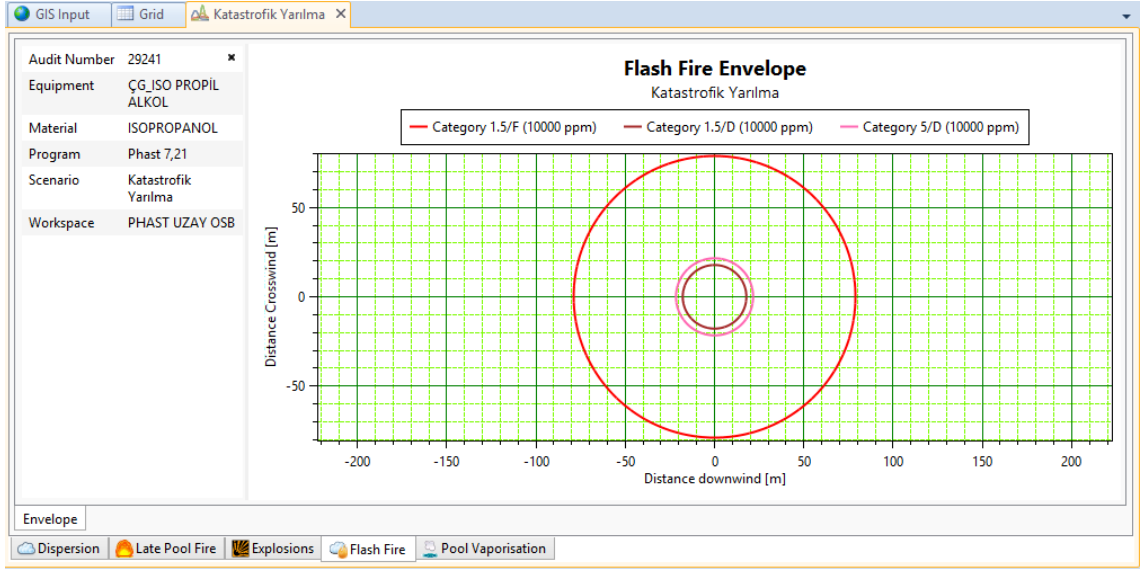 GIS Input
Grid
Katastrofik Yarılma
Audit Number 29241
Equipment ÇG_ISO PROPİL
ALKOL
Material ISOPROPANOL
Program Phast 7,21
Scenario Katastrofik
Yarılma
Workspace PHAST UZAY OSB
Flash Fire Envelope
Katastrofik Yarılma
Category 1.5/F (10000 ppm) Category 1.5/D (10000 ppm) Category 5/D (10000 ppm)
Distance Crosswind [m]
50
0
-50
-200 -150 -100 -50 0 50 100 150 200
Distance downwind [m]
Envelope
Dispersion Late Pool Fire Explosions Flash Fire Pool Vaporisation